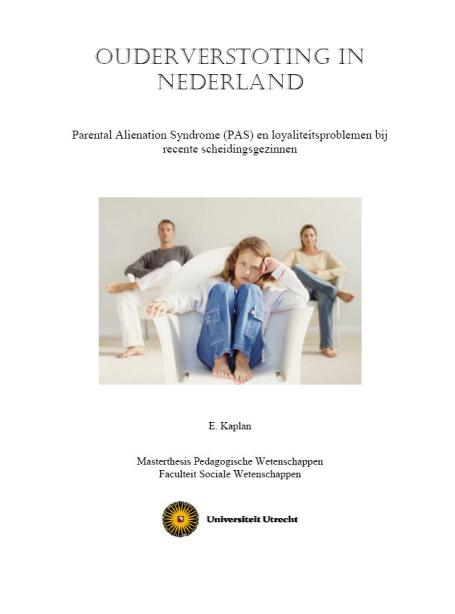 OUDERVERSTOTING IN
NEDERLAND
Parental Alienation Syndrome (PAS) en loyaliteitsproblemen bij
recente scheidingsgezinnen
E. Kaplan
Masterthesis Pedagogische Wetenschappen
Faculteit Sociale Wetenschappen
Universiteit Utrecht